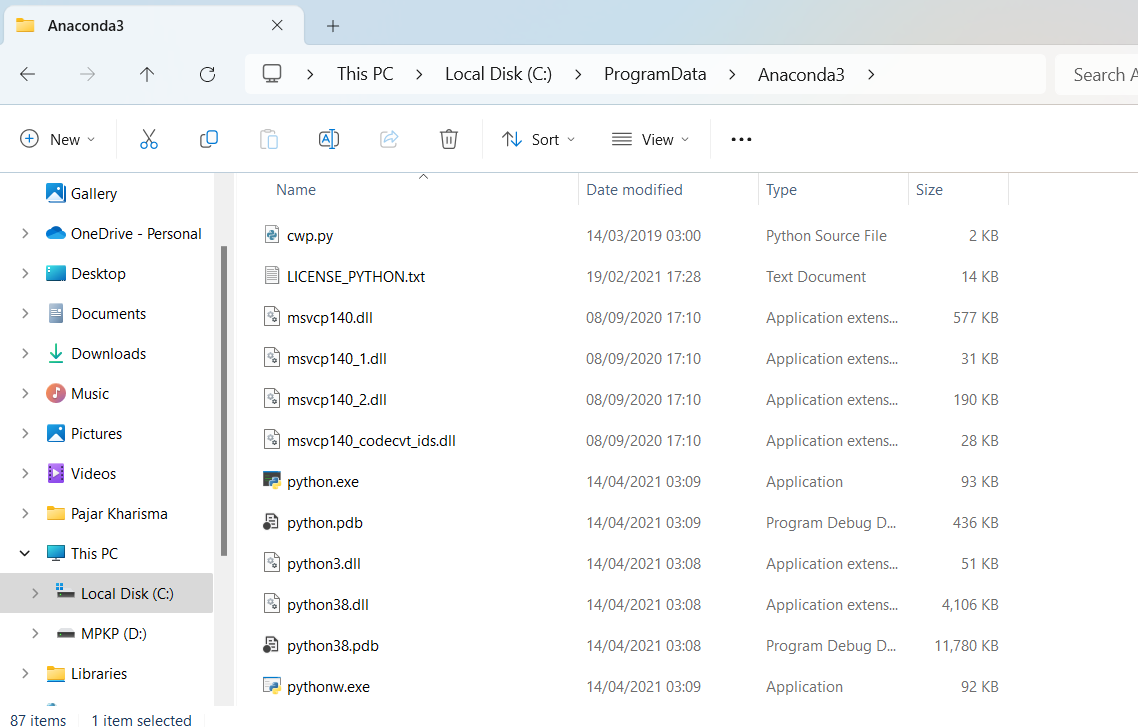 Anaconda3
This PC > Local Disk (C:) > ProgramData > Anaconda3 >
Search A
New
Sort
View
Gallery
OneDrive - Personal
Desktop
Documents
Downloads
Music
Pictures
Videos
Pajar Kharisma
This PC
Local Disk (C:)
MPKP (D:)
Libraries
Name Date modified Type Size
cwp.py 14/03/2019 03:00 Python Source File 2 KB
LICENSE_PYTHON.txt 19/02/2021 17:28 Text Document 14 KB
msvcp140.dll 08/09/2020 17:10 Application extens... 577 KB
msvcp140_1.dll 08/09/2020 17:10 Application extens... 31 KB
msvcp140_2.dll 08/09/2020 17:10 Application extens... 190 KB
msvcp140_codecvt_ids.dll 08/09/2020 17:10 Application extens... 28 KB
python.exe 14/04/2021 03:09 Application 93 KB
python.pdb 14/04/2021 03:09 Program Debug D... 436 KB
python3.dll 14/04/2021 03:08 Application extens... 51 KB
python38.dll 14/04/2021 03:08 Application extens... 4,106 KB
python38.pdb 14/04/2021 03:08 Program Debug D... 11,780 KB
pythonw.exe 14/04/2021 03:09 Application 92 KB
87 items 1 item selected